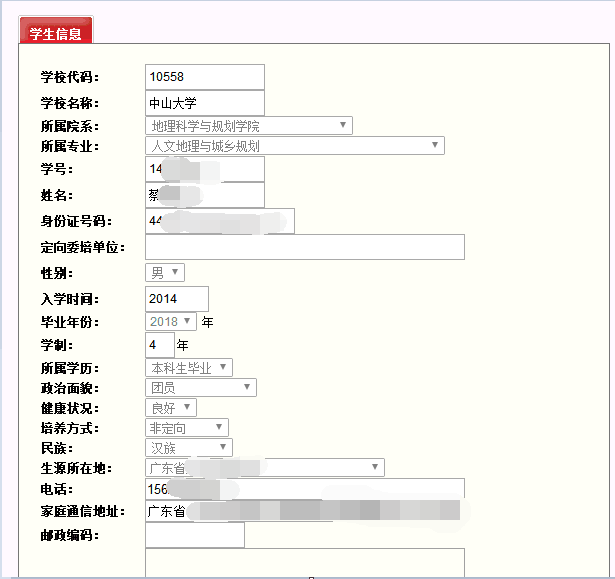 学生信息
学校代码： 10558
学校名称： 中山大学
所属院系： 地理科学与规划学院
所属专业： 人文地理与城乡规划
学号： 14
姓名： 蔡
身份证号码： 44
定向委培单位：
性别： 男
入学时间： 2014
毕业年份： 2018 年
学制： 4 年
所属学历： 本科生毕业
政治面貌： 团员
健康状况： 良好
培养方式： 非定向
民族： 汉族
生源所在地： 广东省
电话： 156
家庭通信地址： 广东省
邮政编码：